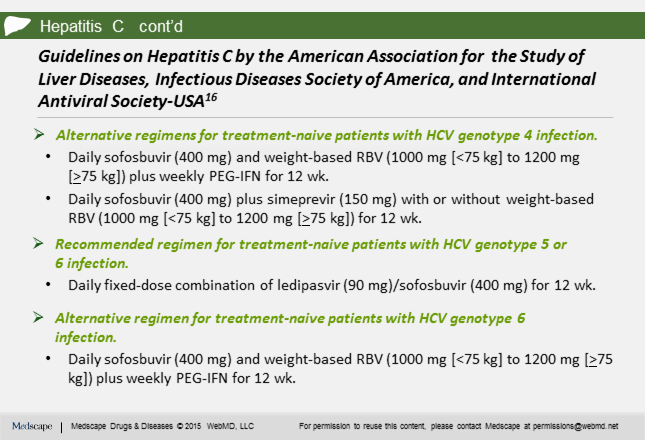 Hepatitis C cont’d
Guidelines on Hepatitis C by the American Association for the Study of
Liver Diseases, Infectious Diseases Society of America, and International
Antiviral Society-USA16
Alternative regimens for treatment-naive patients with HCV genotype 4 infection.
• Daily sofosbuvir (400 mg) and weight-based RBV (1000 mg [<75 kg] to 1200 mg
[≥75 kg]) plus weekly PEG-IFN for 12 wk.
• Daily sofosbuvir (400 mg) plus simeprevir (150 mg) with or without weight-based
RBV (1000 mg [<75 kg] to 1200 mg [≥75 kg]) for 12 wk.
Recommended regimen for treatment-naive patients with HCV genotype 5 or
6 infection.
• Daily fixed-dose combination of ledipasvir (90 mg)/sofosbuvir (400 mg) for 12 wk.
Alternative regimen for treatment-naive patients with HCV genotype 6
infection.
• Daily sofosbuvir (400 mg) and weight-based RBV (1000 mg [<75 kg] to 1200 mg [≥75
kg]) plus weekly PEG-IFN for 12 wk.
Medscape | Medscape Drugs & Diseases © 2015 WebMD, LLC For permission to reuse this content, please contact Medscape at permissions@webmd.net